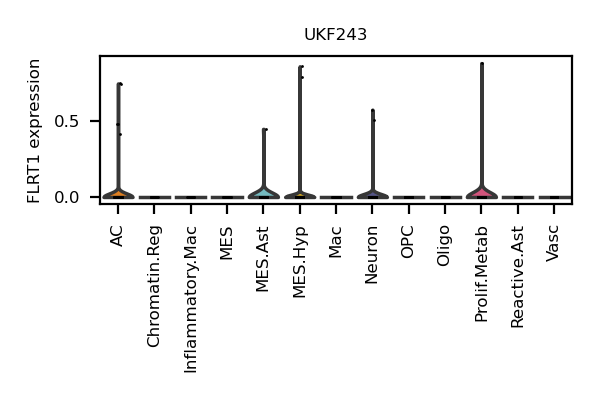 UKF243
FLRT1 expression
0.5
0.0
AC
Chromatin.Reg
Inflammatory.Mac
MES
MES.Ast
MES.Hyp
Mac
Neuron
OPC
Oligo
Prolif.Metab
Reactive.Ast
Vasc